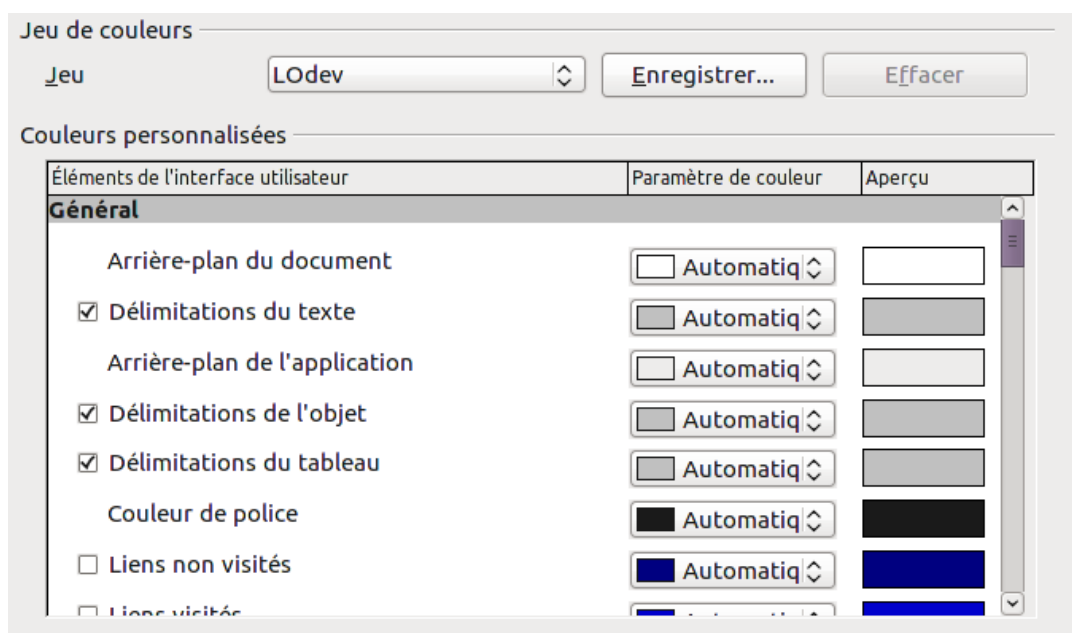 Jeu de couleurs
Jeu LOdev Enregistrer... Effacer
Couleurs personnalisées
Éléments de l'interface utilisateur Paramètre de couleur Aperçu
Général
Arrière-plan du document Automatiq
Délimitations du texte Automatiq
Arrière-plan de l'application Automatiq
Délimitations de l'objet Automatiq
Délimitations du tableau Automatiq
Couleur de police Automatiq
Liens non visités Automatiq
Liens visités